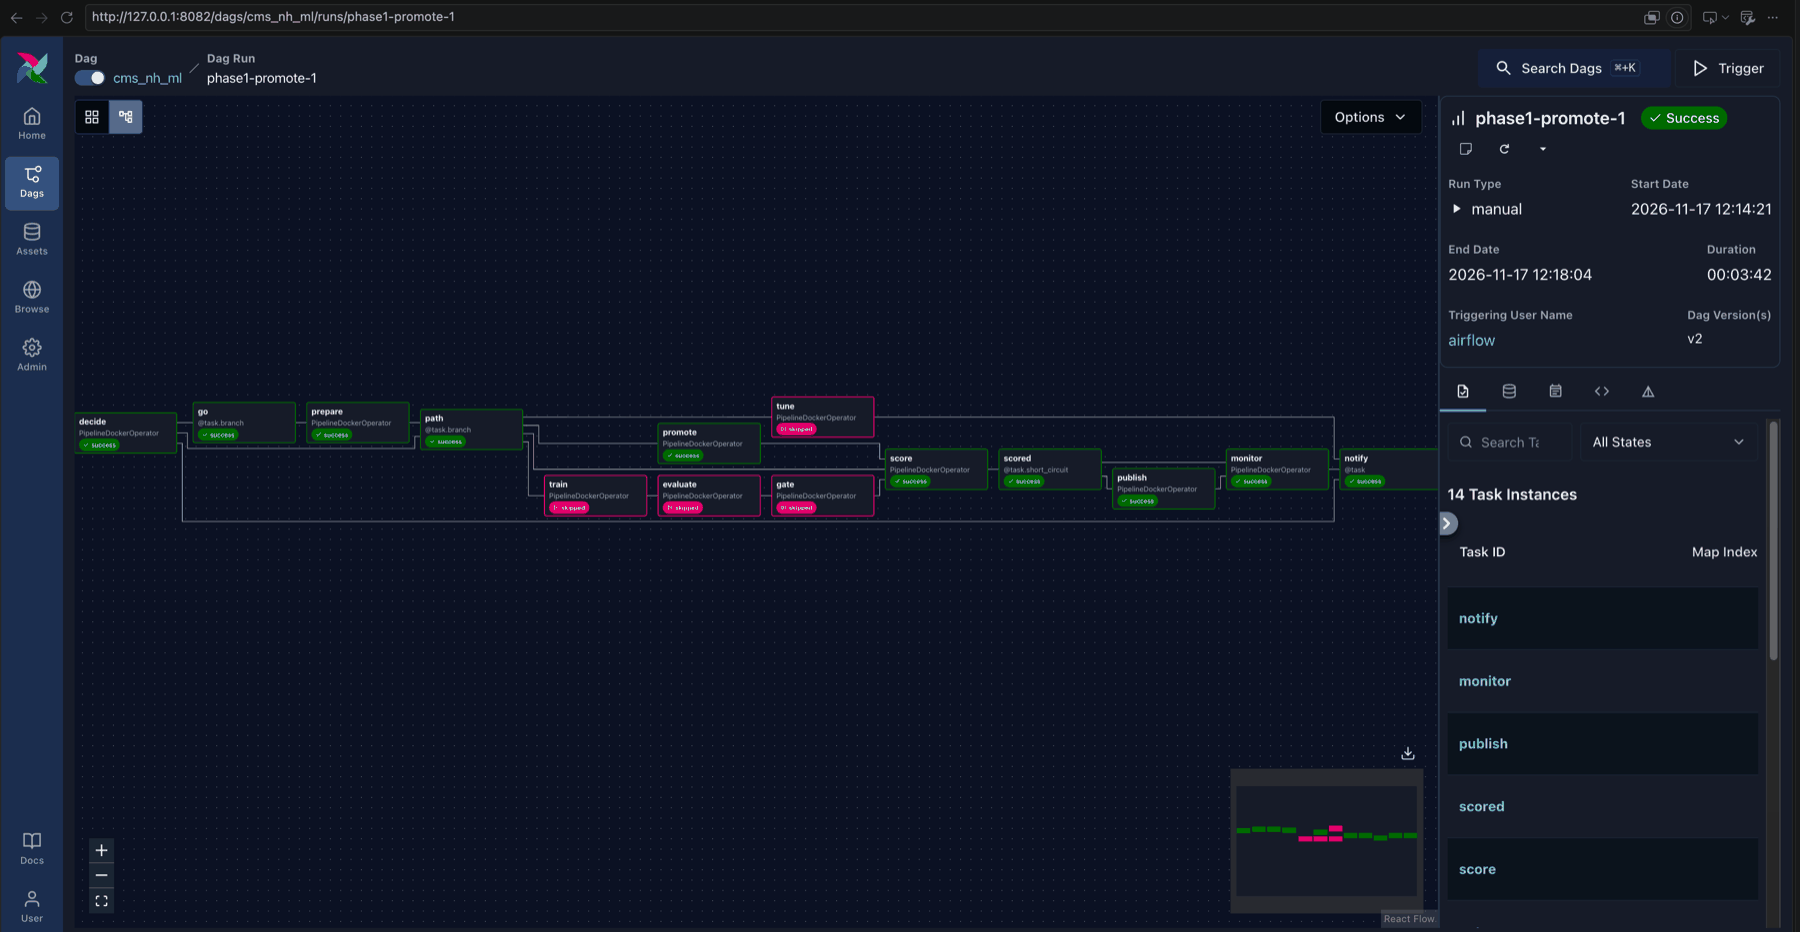 http://127.0.0.1:8082/dags/cms_nh_ml/runs/phase1-promote-1
Dag
cms_nh_ml
Dag Run
phase1-promote-1
Search Dags
⌘+K
Trigger
Home
Dags
Assets
Browse
Admin
Docs
User
Options
decide
PipelineDockerOperator
success
go
@task.branch
success
prepare
PipelineDockerOperator
success
path
@task.branch
success
tune
PipelineDockerOperator
skipped
promote
PipelineDockerOperator
success
train
PipelineDockerOperator
skipped
evaluate
PipelineDockerOperator
skipped
gate
PipelineDockerOperator
skipped
score
PipelineDockerOperator
success
scored
@task.short_circuit
success
publish
PipelineDockerOperator
success
monitor
PipelineDockerOperator
success
notify
@task
success
React Flow
phase1-promote-1
Success
Run Type
manual
Start Date
2026-11-17 12:14:21
End Date
2026-11-17 12:18:04
Duration
00:03:42
Triggering User Name
airflow
Dag Version(s)
v2
Search Ta
All States
14 Task Instances
Task ID
Map Index
notify
monitor
publish
scored
score